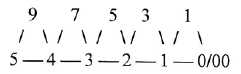 9 7 5 3 1
/ \ / \ / \ / \ / \
5 — 4 — 3 — 2 — 1 — 0/00